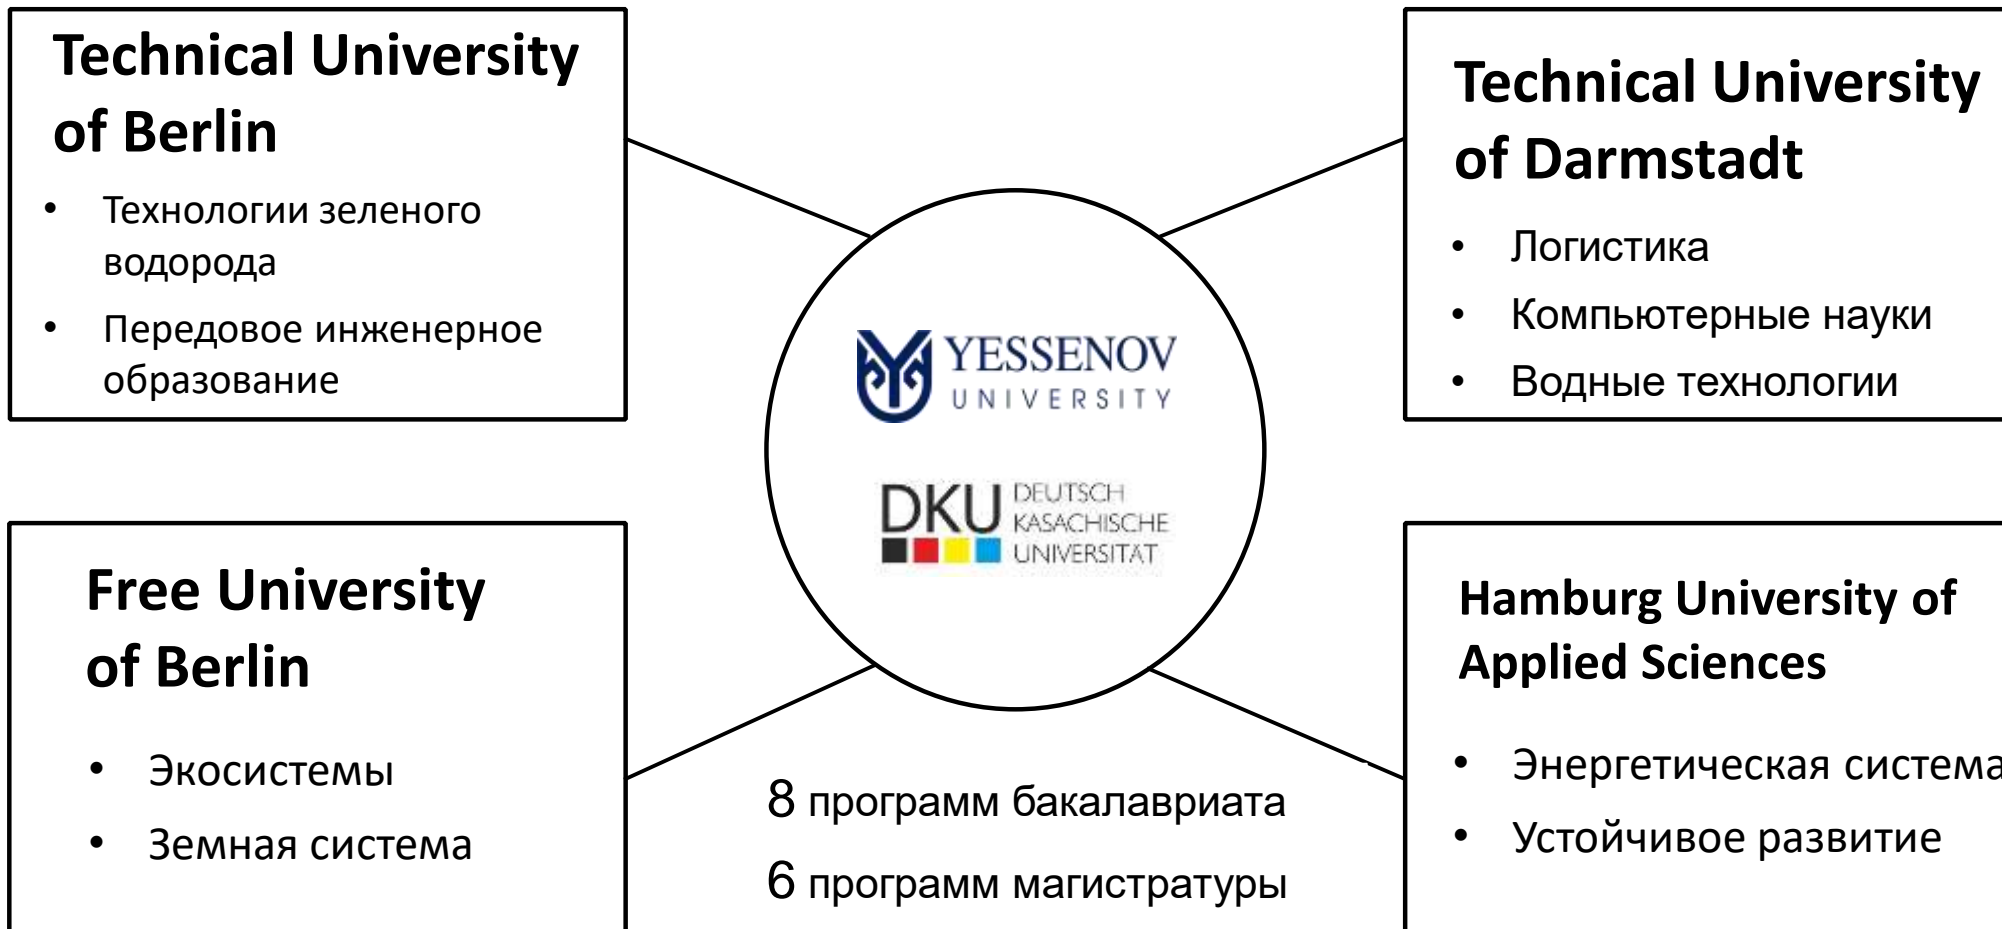 Technical University
of Berlin
• Технологии зеленого
водорода
• Передовое инженерное
образование
Technical University
of Darmstadt
• Логистика
• Компьютерные науки
• Водные технологии
YESSENOV
UNIVERSITY
DKU DEUTSCH
KASACHISCHE
UNIVERSITÄT
Free University
of Berlin
• Экосистемы
• Земная система
Hamburg University of
Applied Sciences
• Энергетическая система
• Устойчивое развитие
8 программ бакалавриата
6 программ магистратуры